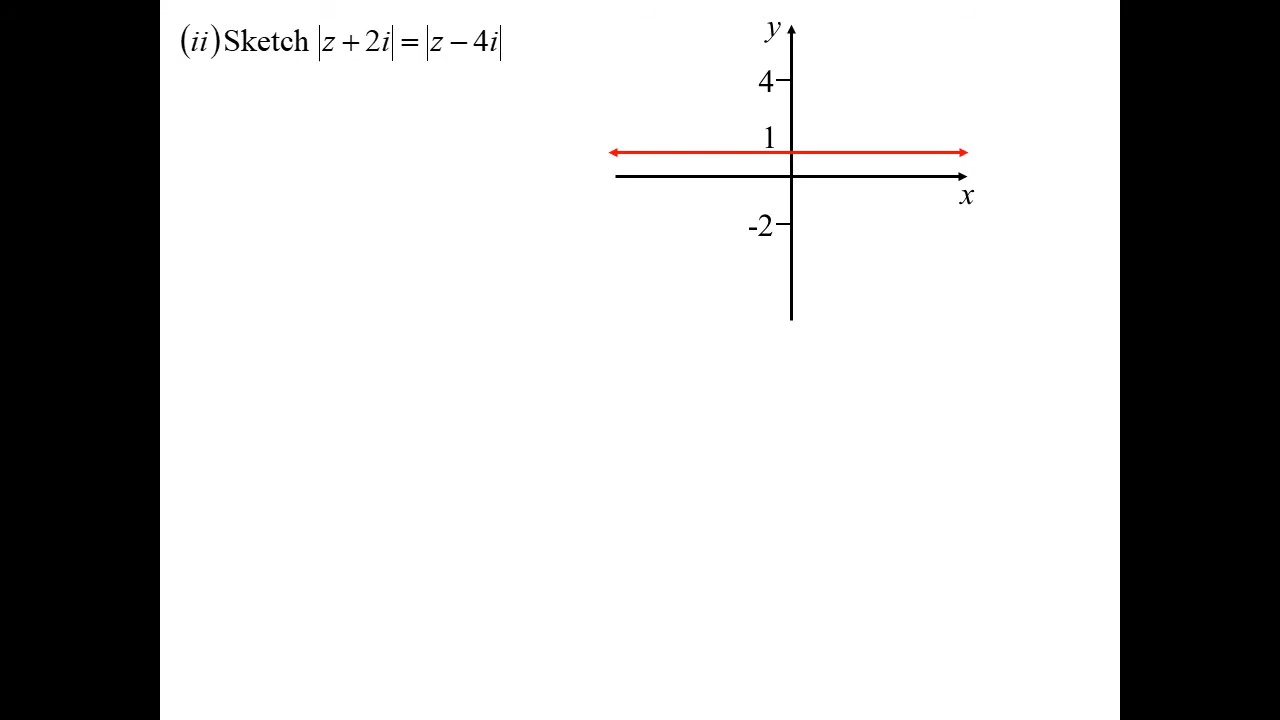 (ii) Sketch |z + 2i| = |z − 4i|
y
4
1
x
-2